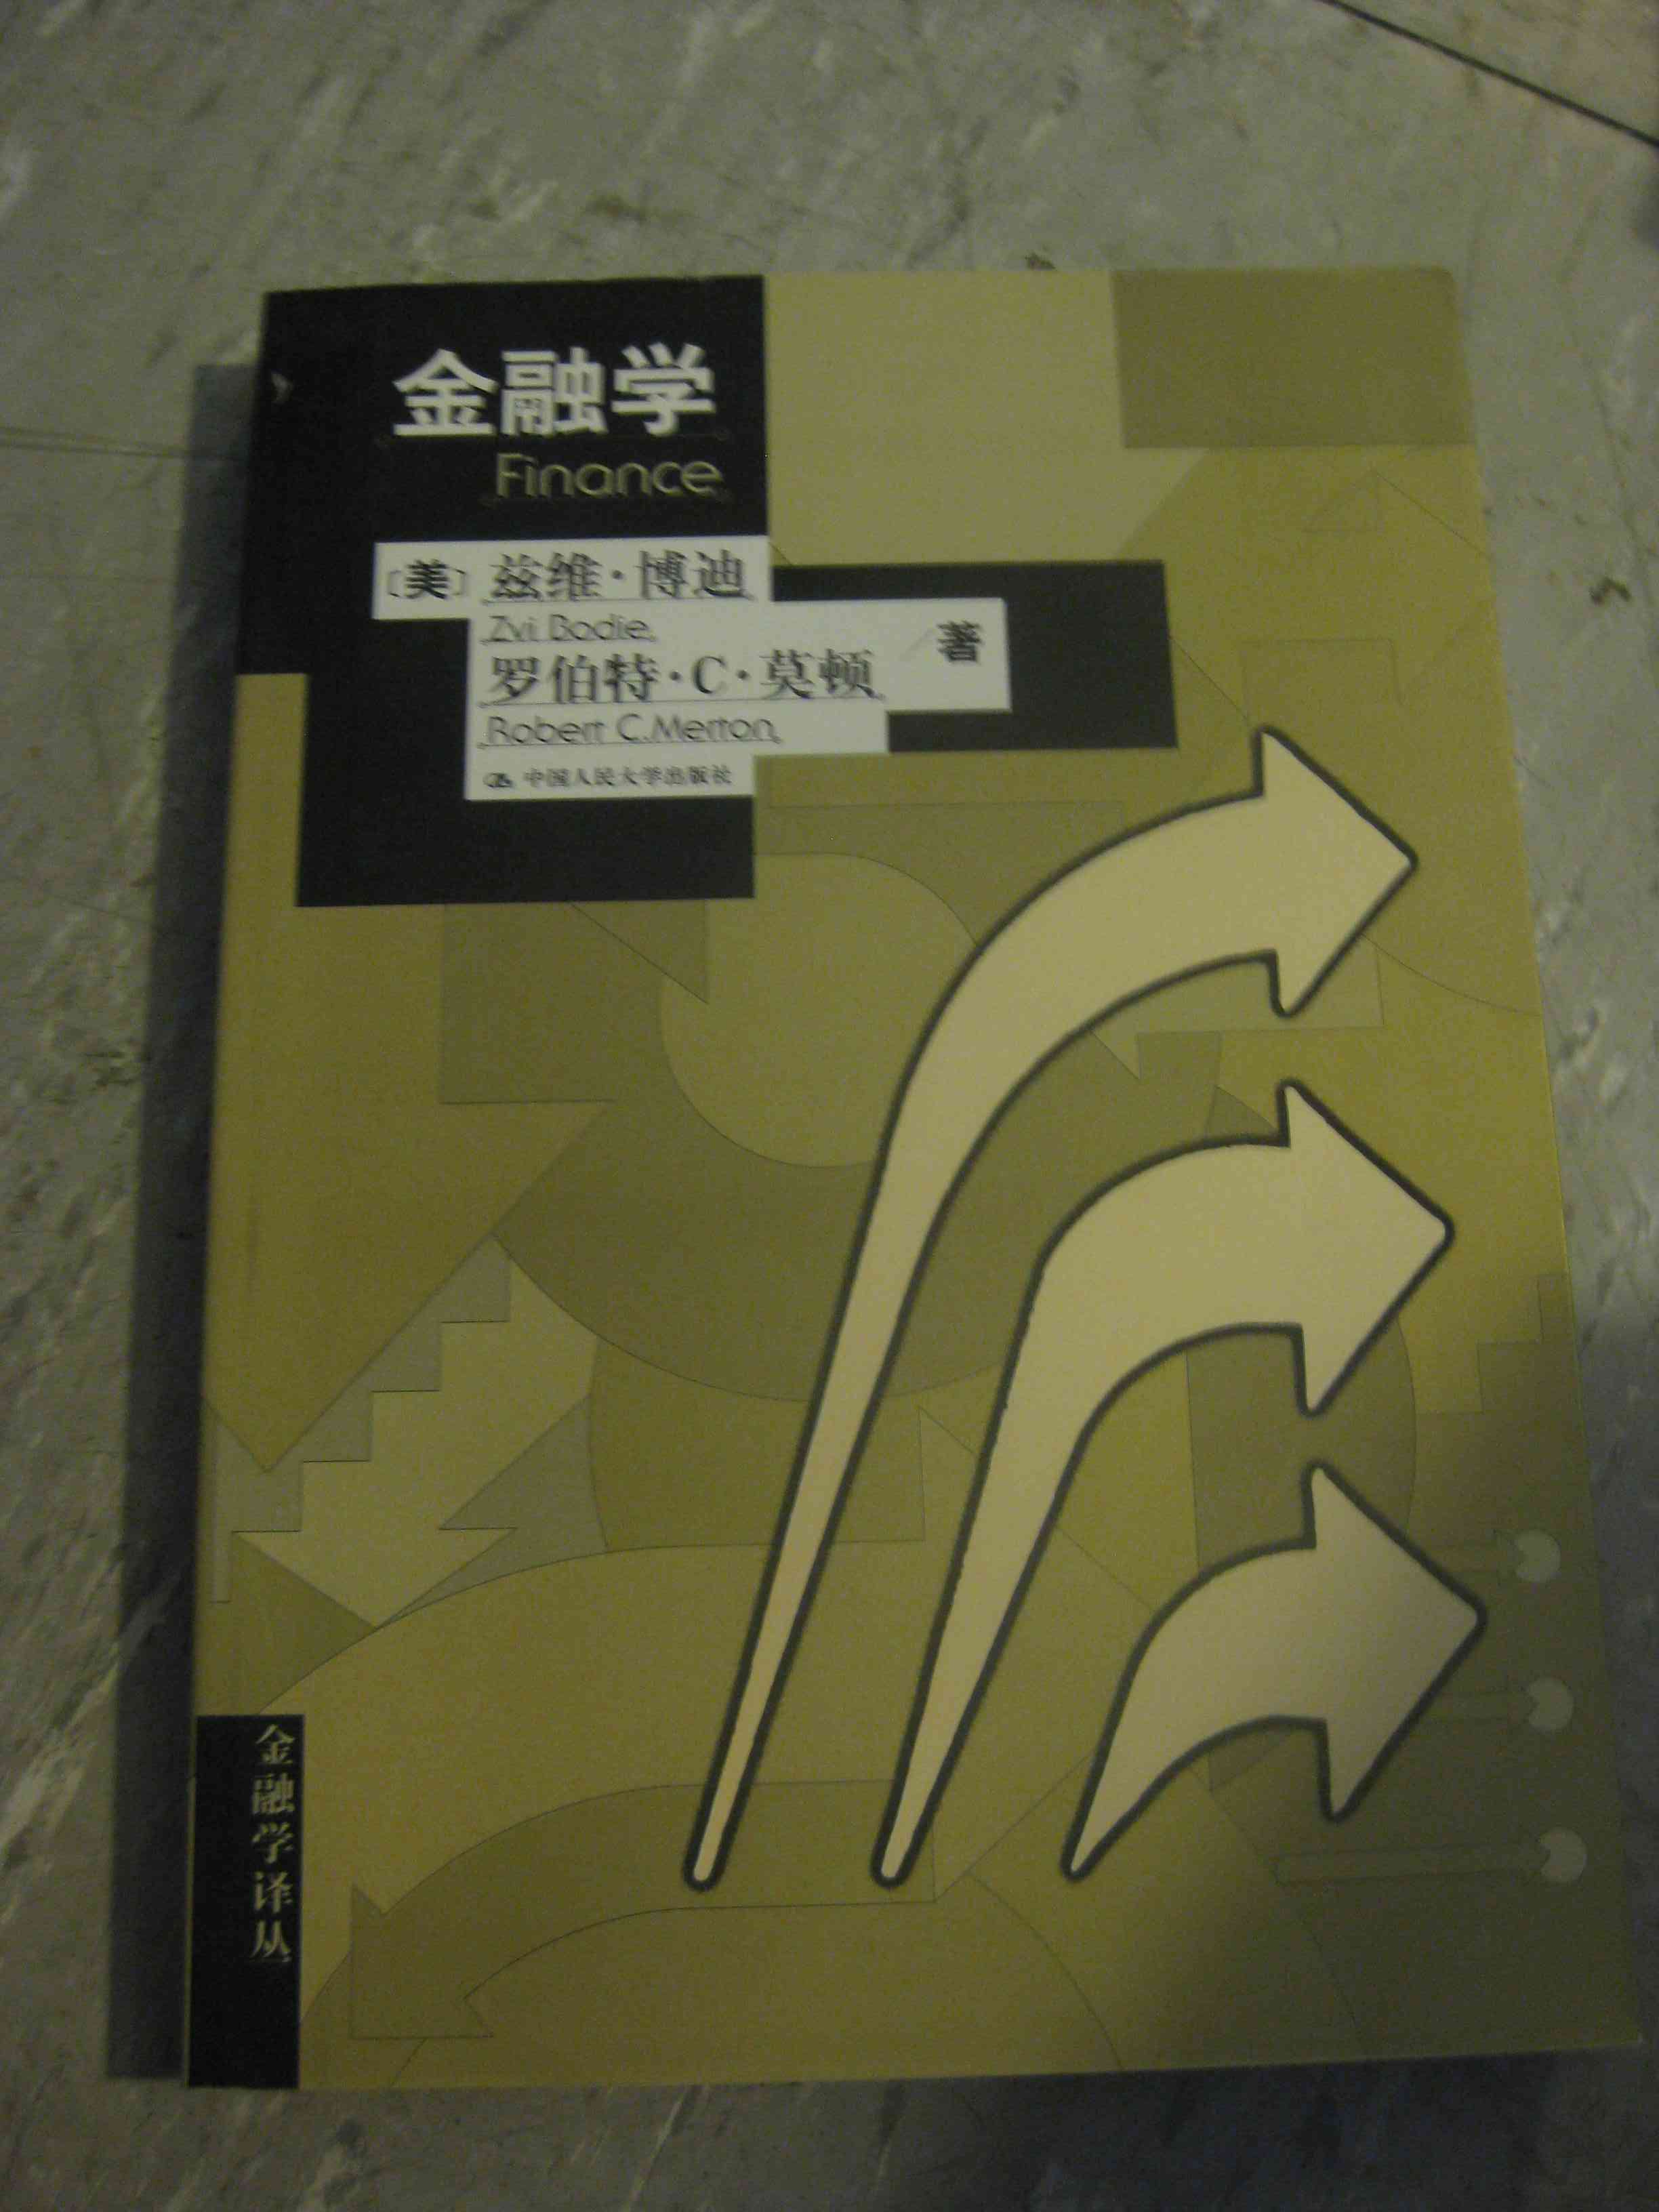 金融学
Finance
〔美〕兹维·博迪
Zvi Bodie
罗伯特·C·莫顿
著
Robert C.Merton
中国人民大学出版社
金融学译丛